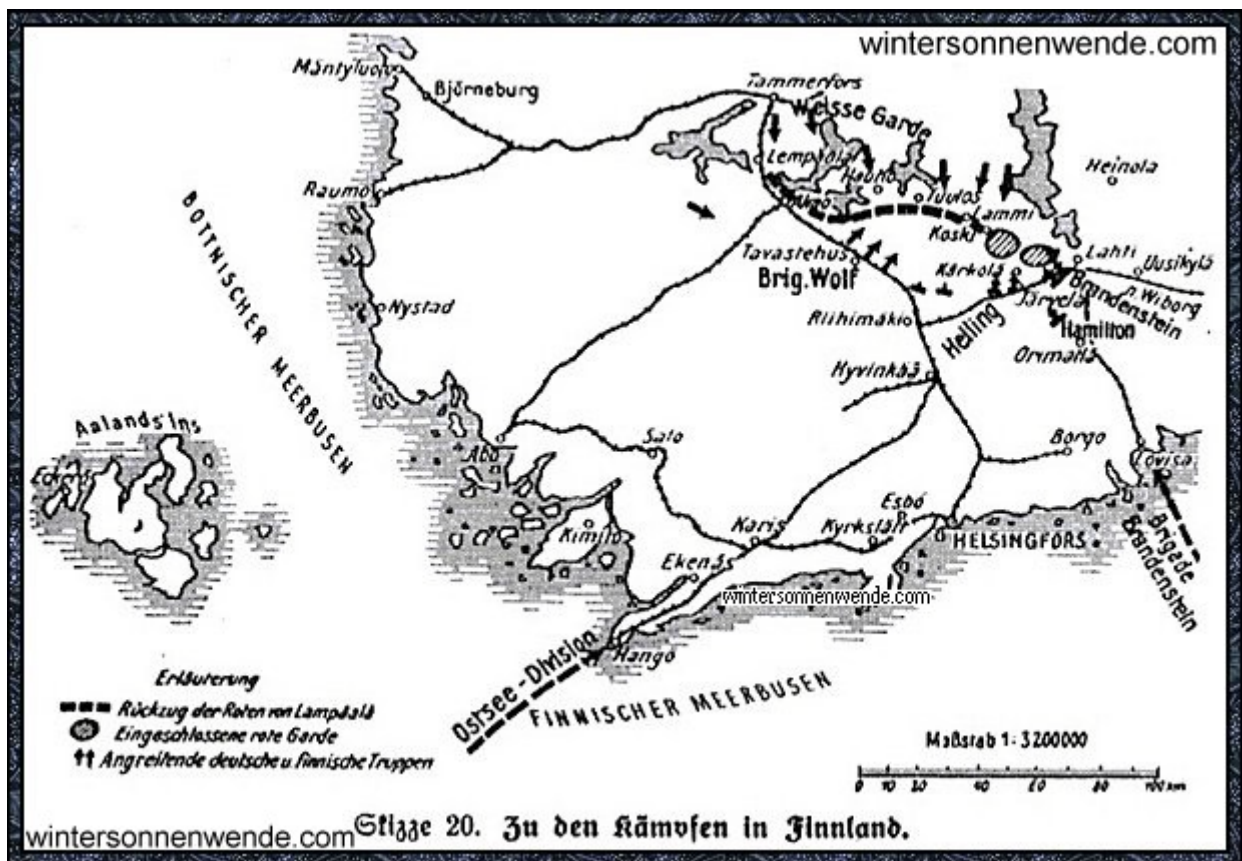 wintersonnenwende.com
Mäntyluoto
Björneburg
Tammerfors
Weisse Garde
Lempäälä
Hauho
Heinola
Raumo
Tuulos
Lammi
Koski
BOTTNISCHER MEERBUSEN
Tavastehus
Brig. Wolf
Kärkölä
Lahti
Uusikylä
n. Wiborg
Brandenstein
Järvelä
Nystad
Riihimäki
Helling
Hamilton
Orimatila
Hyvinkää
Aalands Ins
Åbo
Salo
Borgo
Lovisa
Esbo
Kimito
Karis
Kyrkslätt
HELSINGFORS
Ekenäs
Brigade
Brandenstein
wintersonnenwende.com
Hangö
Ostsee-Division
FINNISCHER MEERBUSEN
Erläuterung
Rückzug der Roten von Lampäälä
Eingeschlossene rote Garde
Angreifende deutsche u. finnische Truppen
Maßstab 1:3200000
0 10 20 40 60 80 100 km
wintersonnenwende.com
Skizze 20. Zu den Kämpfen in Finnland.